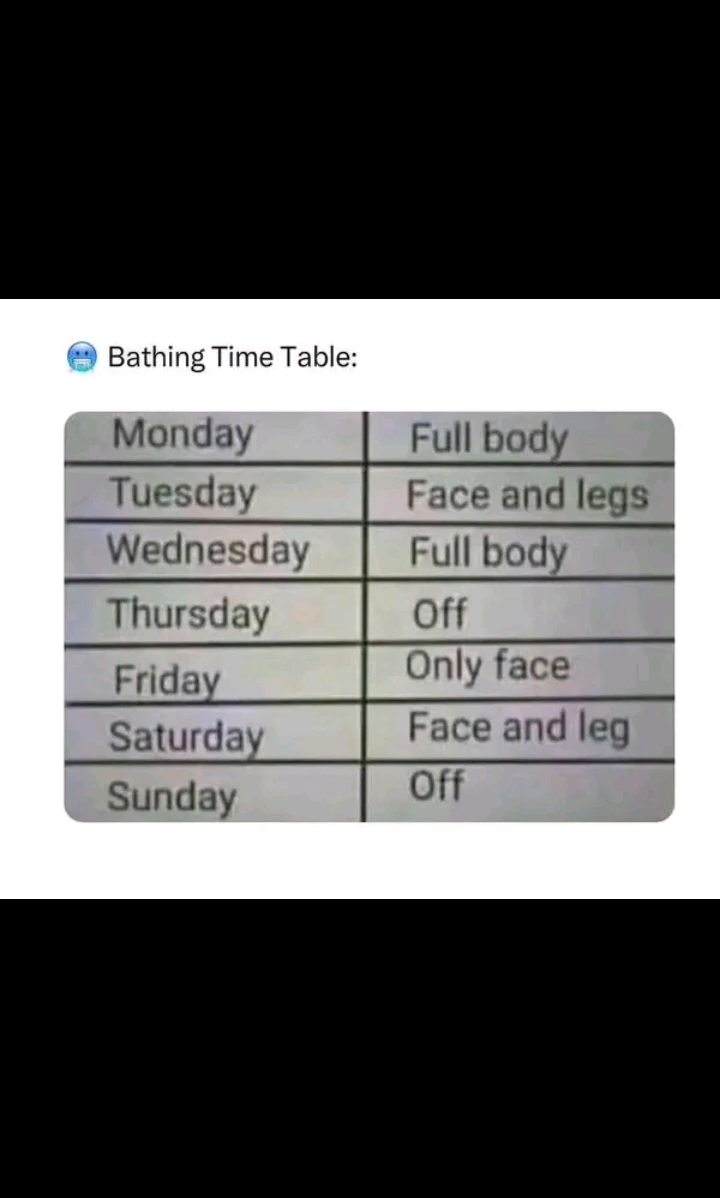 🥶 Bathing Time Table:
Monday Full body
Tuesday Face and legs
Wednesday Full body
Thursday Off
Friday Only face
Saturday Face and leg
Sunday Off